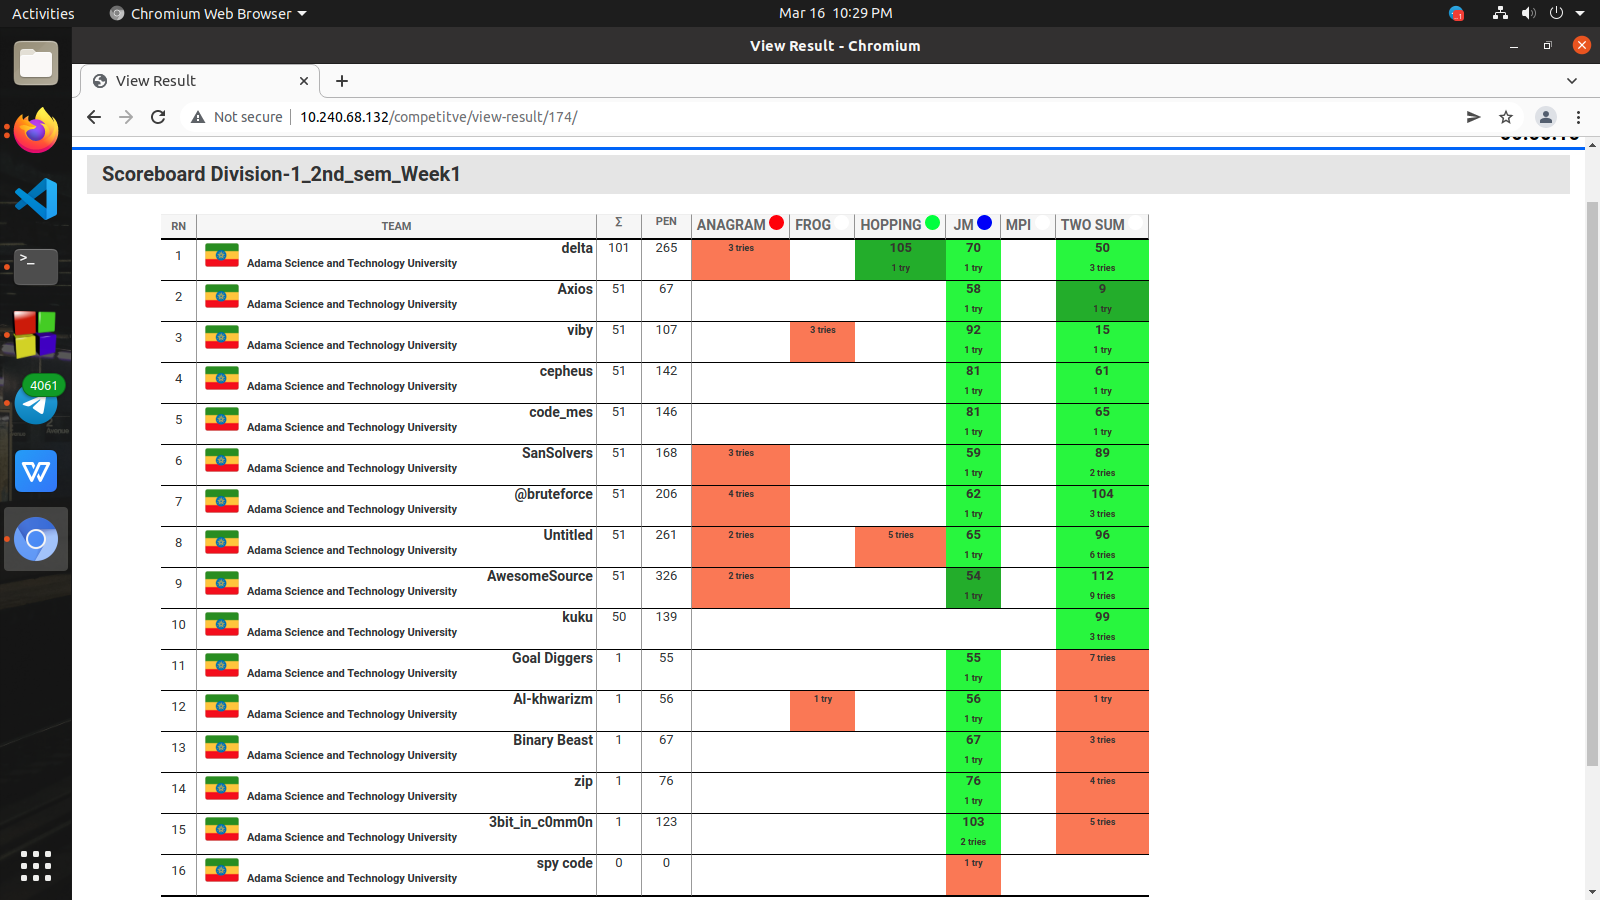 Activities Chromium Web Browser Mar 16 10:29 PM
View Result - Chromium
View Result
Not secure 10.240.68.132/competitve/view-result/174/
Scoreboard Division-1_2nd_sem_Week1
RN TEAM Σ PEN ANAGRAM FROG HOPPING JM MPI TWO SUM
1 delta 101 265 3 tries 105 70 50
Adama Science and Technology University 1 try 1 try 3 tries
2 Axios 51 67 58 9
Adama Science and Technology University 1 try 1 try
3 viby 51 107 3 tries 92 15
Adama Science and Technology University 1 try 1 try
4 cepheus 51 142 81 61
Adama Science and Technology University 1 try 1 try
5 code_mes 51 146 81 65
Adama Science and Technology University 1 try 1 try
6 SanSolvers 51 168 3 tries 59 89
Adama Science and Technology University 1 try 2 tries
7 @bruteforce 51 206 4 tries 62 104
Adama Science and Technology University 1 try 3 tries
8 Untitled 51 261 2 tries 5 tries 65 96
Adama Science and Technology University 1 try 6 tries
9 AwesomeSource 51 326 2 tries 54 112
Adama Science and Technology University 1 try 9 tries
10 kuku 50 139 99
Adama Science and Technology University 3 tries
11 Goal Diggers 1 55 55 7 tries
Adama Science and Technology University 1 try
12 Al-khwarizm 1 56 1 try 56 1 try
Adama Science and Technology University 1 try
13 Binary Beast 1 67 67 3 tries
Adama Science and Technology University 1 try
14 zip 1 76 76 4 tries
Adama Science and Technology University 1 try
15 3bit_in_c0mm0n 1 123 103 5 tries
Adama Science and Technology University 2 tries
16 spy code 0 0 1 try
Adama Science and Technology University
4061